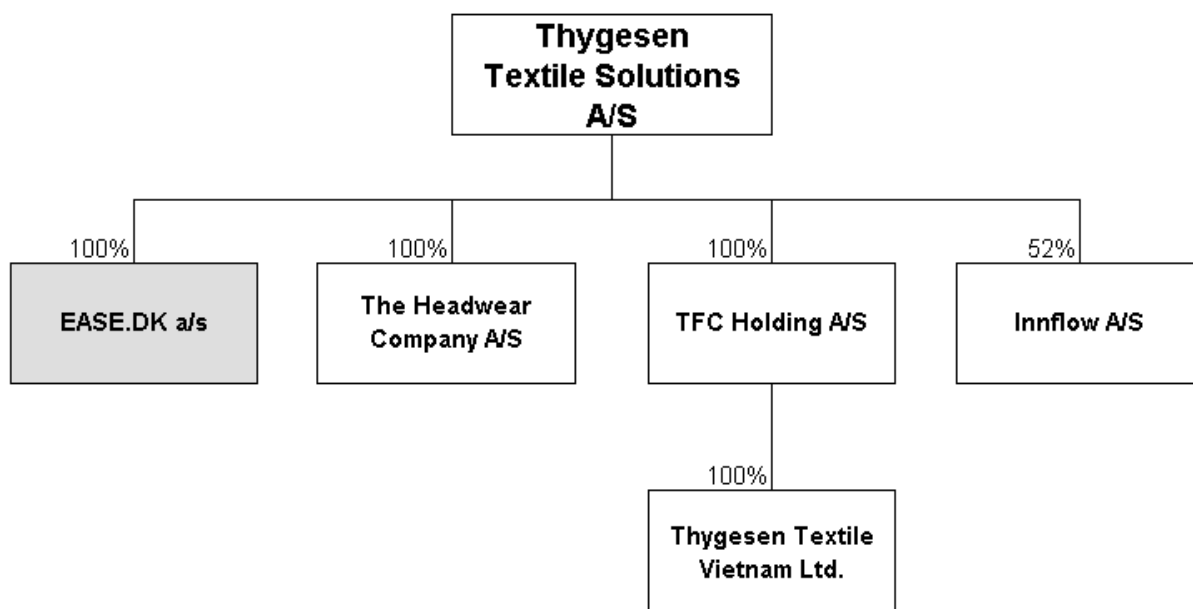 Thygesen
Textile Solutions
A/S
100%
100%
100%
52%
EASE.DK a/s
The Headwear
Company A/S
TFC Holding A/S
Innflow A/S
100%
Thygesen Textile
Vietnam Ltd.